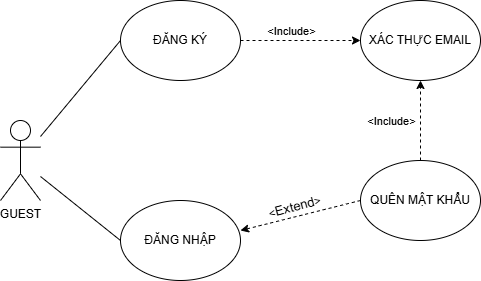 ĐĂNG KÝ
<Include>
XÁC THỰC EMAIL
<Include>
GUEST
<Extend>
QUÊN MẬT KHẨU
ĐĂNG NHẬP